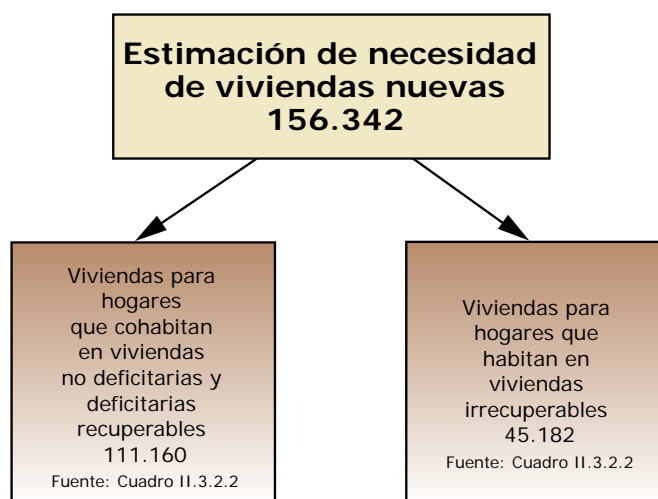 Estimación de necesidad
de viviendas nuevas
156.342
Viviendas para
hogares
que cohabitan
en viviendas
no deficitarias y
deficitarias
recuperables
111.160
Fuente: Cuadro II.3.2.2
Viviendas para
hogares que
habitan en
viviendas
irrecuperables
45.182
Fuente: Cuadro II.3.2.2